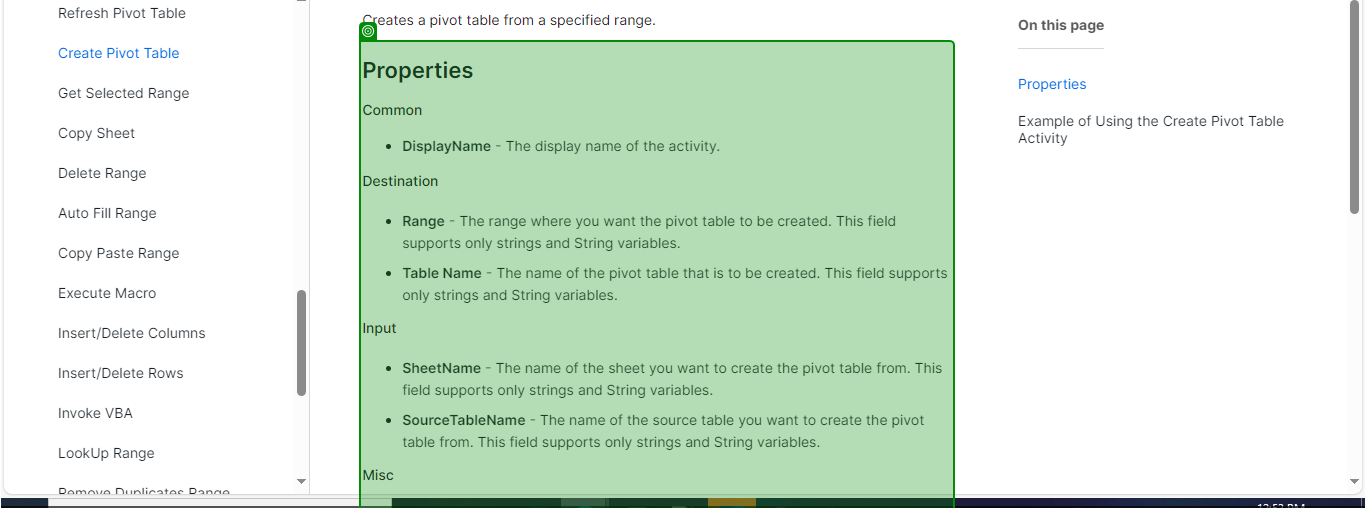 Refresh Pivot Table
Create Pivot Table
Get Selected Range
Copy Sheet
Delete Range
Auto Fill Range
Copy Paste Range
Execute Macro
Insert/Delete Columns
Insert/Delete Rows
Invoke VBA
LookUp Range
Remove Duplicates Range
Creates a pivot table from a specified range.
Properties
Common
DisplayName - The display name of the activity.
Destination
Range - The range where you want the pivot table to be created. This field
supports only strings and String variables.
Table Name - The name of the pivot table that is to be created. This field supports
only strings and String variables.
Input
SheetName - The name of the sheet you want to create the pivot table from. This
field supports only strings and String variables.
SourceTableName - The name of the source table you want to create the pivot
table from. This field supports only strings and String variables.
Misc
On this page
Properties
Example of Using the Create Pivot Table
Activity